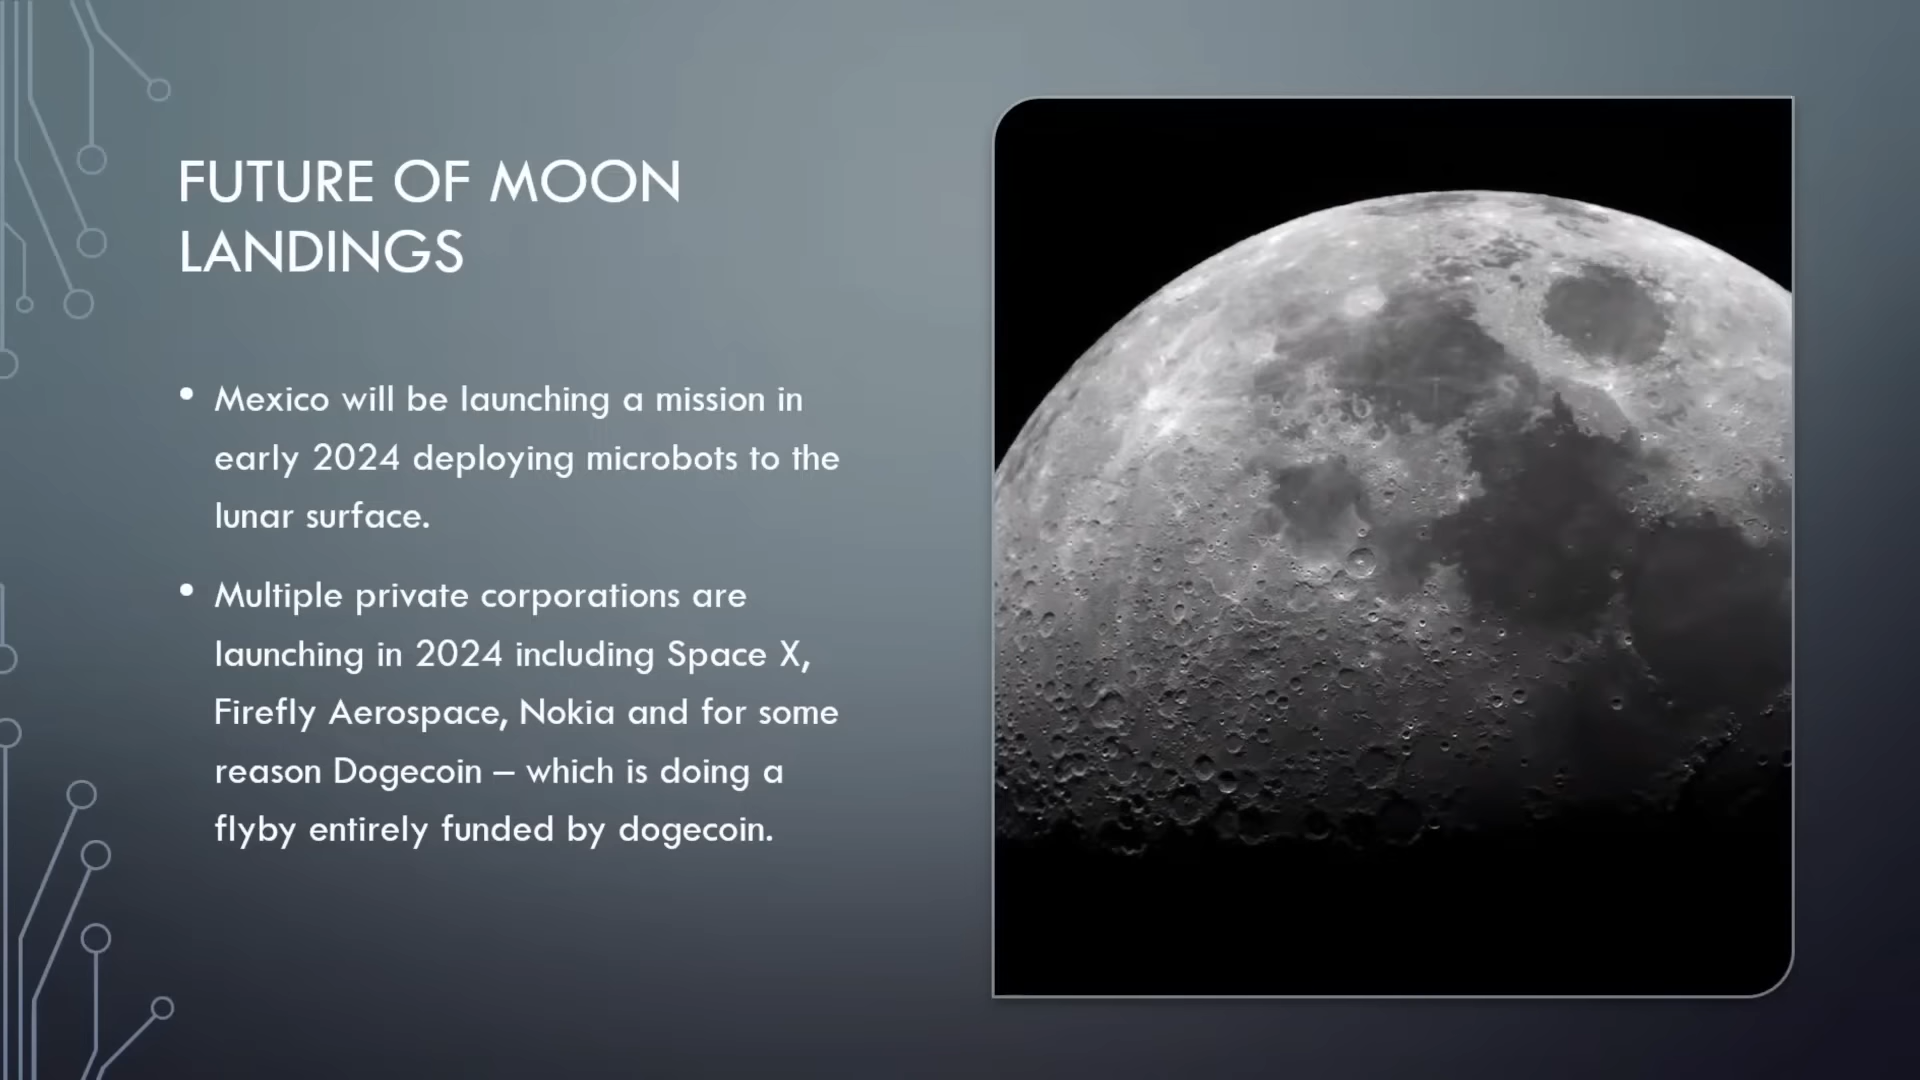 FUTURE OF MOON
LANDINGS
• Mexico will be launching a mission in
early 2024 deploying microbots to the
lunar surface.
• Multiple private corporations are
launching in 2024 including Space X,
Firefly Aerospace, Nokia and for some
reason Dogecoin – which is doing a
flyby entirely funded by dogecoin.